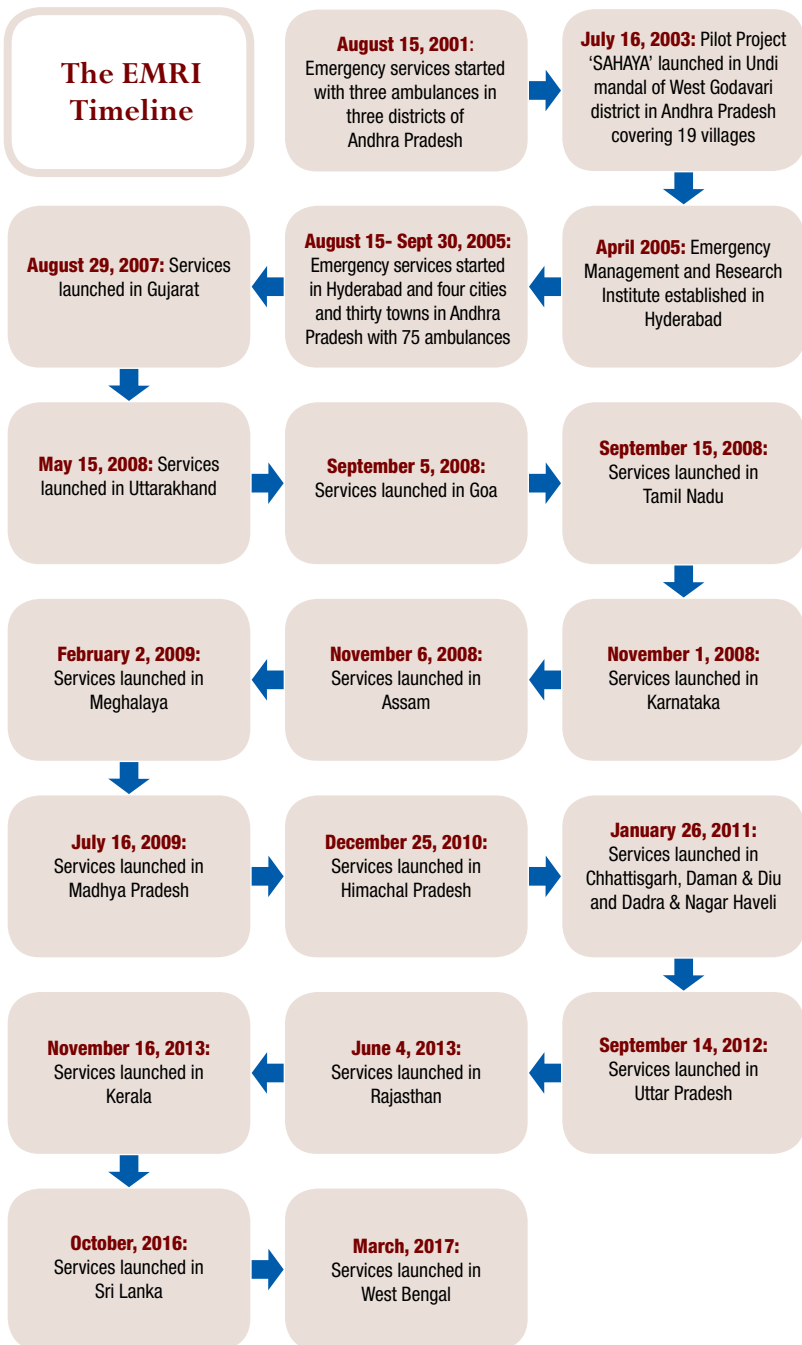 The EMRI
Timeline
August 15, 2001:
Emergency services started
with three ambulances in
three districts of
Andhra Pradesh
July 16, 2003: Pilot Project
‘SAHAYA’ launched in Undi
mandal of West Godavari
district in Andhra Pradesh
covering 19 villages
April 2005: Emergency
Management and Research
Institute established in
Hyderabad
August 15- Sept 30, 2005:
Emergency services started
in Hyderabad and four cities
and thirty towns in Andhra
Pradesh with 75 ambulances
August 29, 2007: Services
launched in Gujarat
May 15, 2008: Services
launched in Uttarakhand
September 5, 2008:
Services launched in Goa
September 15, 2008:
Services launched in
Tamil Nadu
November 1, 2008:
Services launched in
Karnataka
November 6, 2008:
Services launched in
Assam
February 2, 2009:
Services launched in
Meghalaya
July 16, 2009:
Services launched in
Madhya Pradesh
December 25, 2010:
Services launched in
Himachal Pradesh
January 26, 2011:
Services launched in
Chhattisgarh, Daman & Diu
and Dadra & Nagar Haveli
September 14, 2012:
Services launched in
Uttar Pradesh
June 4, 2013:
Services launched in
Rajasthan
November 16, 2013:
Services launched in
Kerala
October, 2016:
Services launched in
Sri Lanka
March, 2017:
Services launched in
West Bengal